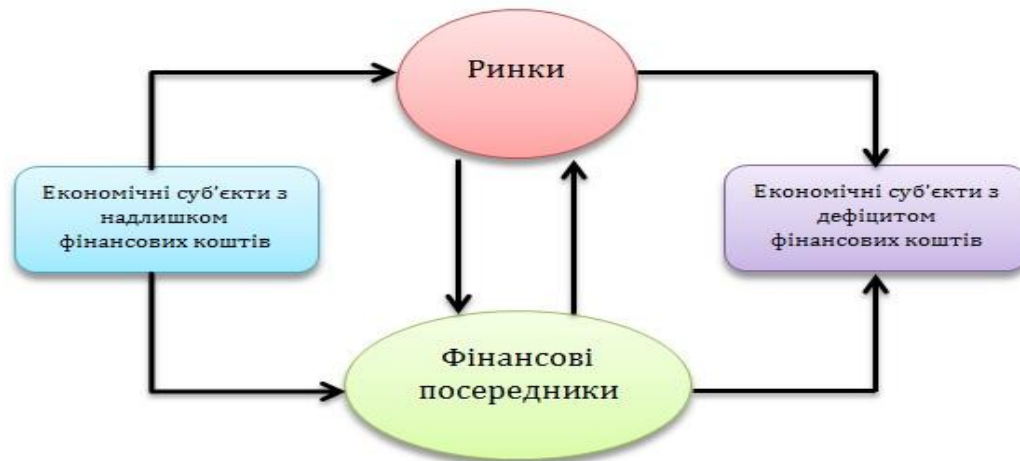 Ринки
Економічні суб'єкти з
надлишком
фінансових коштів
Економічні суб'єкти з
дефіцитом
фінансових коштів
Фінансові
посередники